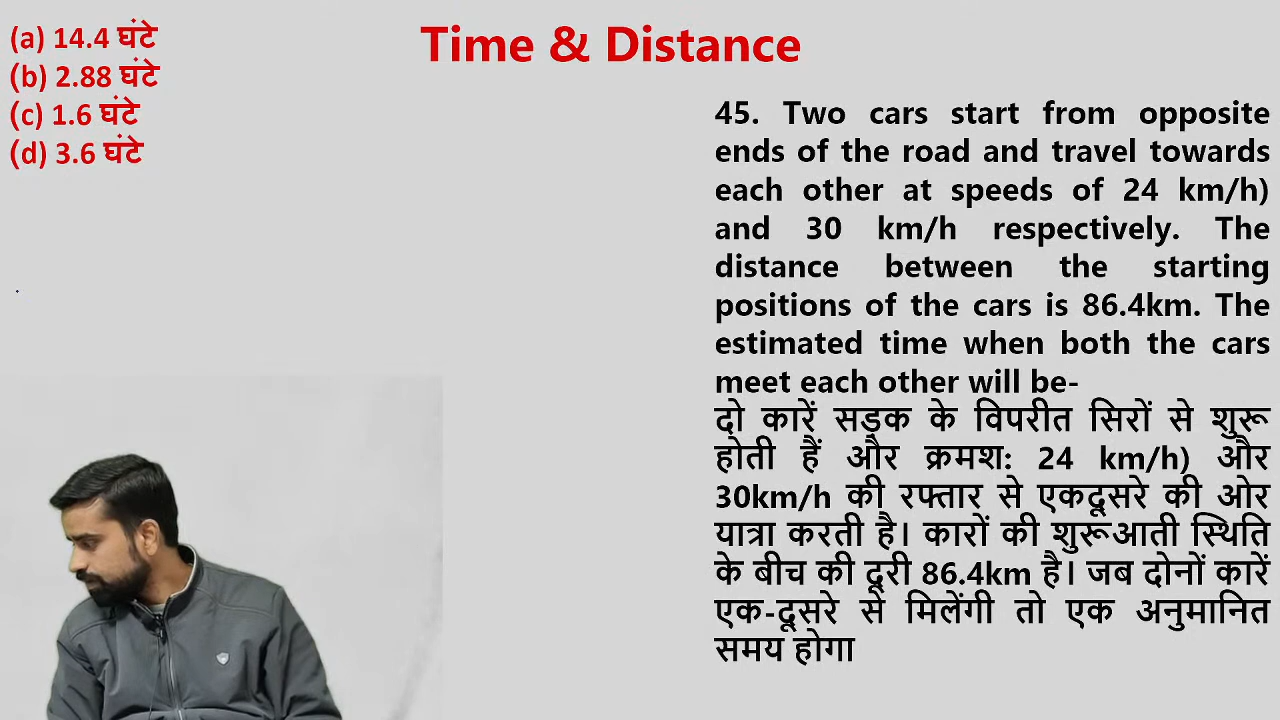 (a) 14.4 घंटे
(b) 2.88 घंटे
(c) 1.6 घंटे
(d) 3.6 घंटे
Time & Distance
45. Two cars start from opposite
ends of the road and travel towards
each other at speeds of 24 km/h)
and 30 km/h respectively. The
distance between the starting
positions of the cars is 86.4km. The
estimated time when both the cars
meet each other will be-
दो कारें सड़क के विपरीत सिरों से शुरू
होती हैं और क्रमश: 24 km/h) और
30km/h की रफ्तार से एकदूसरे की ओर
यात्रा करती है। कारों की शुरूआती स्थिति
के बीच की दूरी 86.4km है। जब दोनों कारें
एक-दूसरे से मिलेंगी तो एक अनुमानित
समय होगा